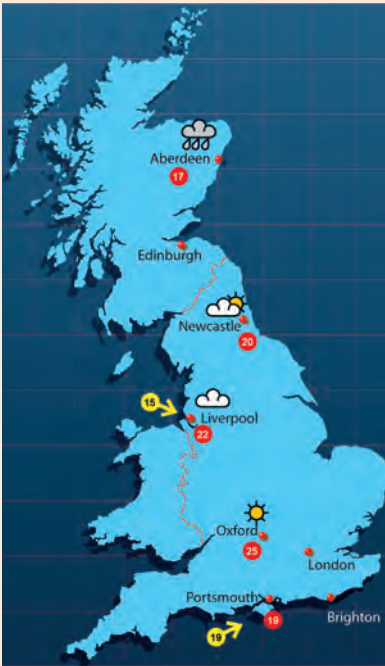 Aberdeen
17
Edinburgh
Newcastle
20
15
Liverpool
22
Oxford
25
London
Portsmouth
19
Brighton
19